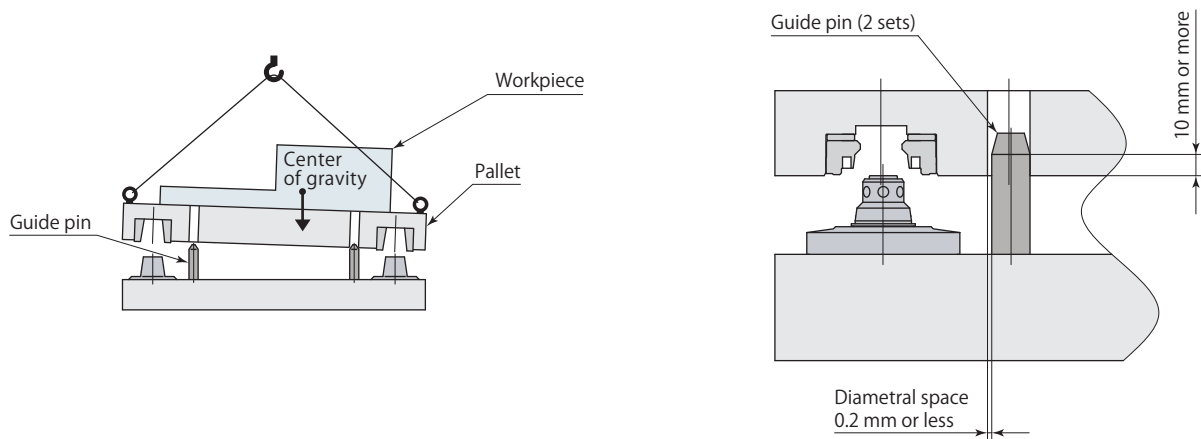 Workpiece
Center
of gravity
Pallet
Guide pin
Guide pin (2 sets)
10 mm or more
Diametral space
0.2 mm or less